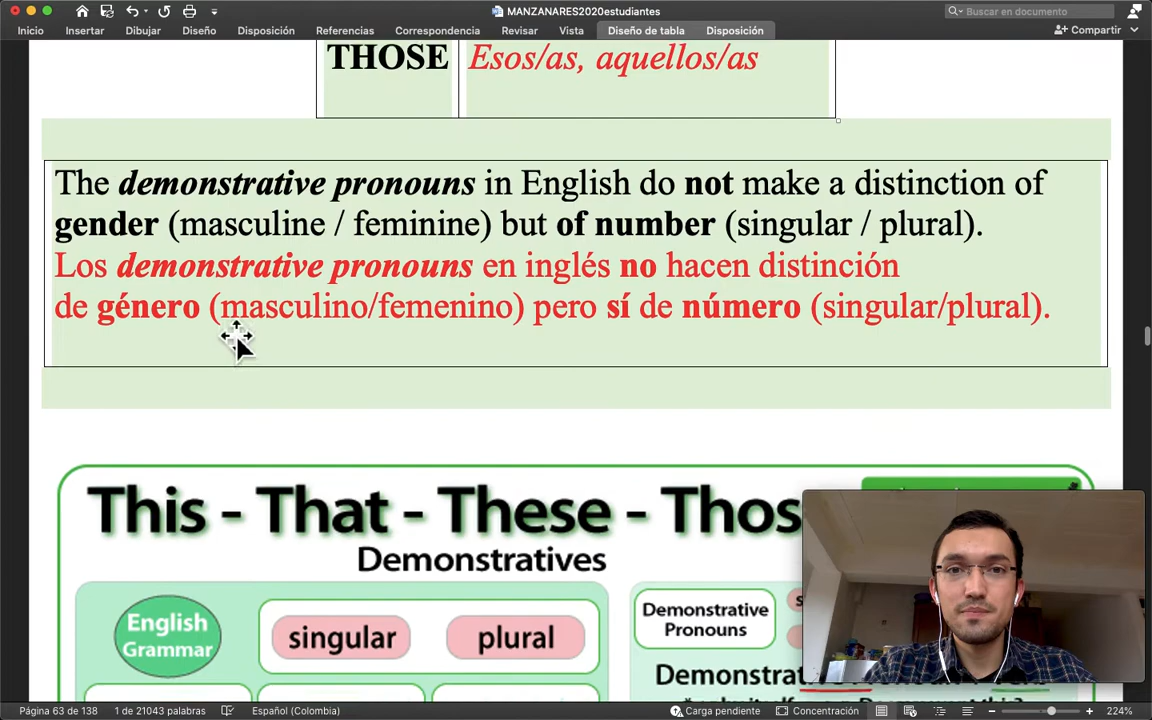 MANZANARES2020estudiantes
Buscar en documento
Inicio Insertar Dibujar Diseño Disposición Referencias Correspondencia Revisar Vista Diseño de tabla Disposición Compartir
THOSE Esos/as, aquellos/as
The demonstrative pronouns in English do not make a distinction of
gender (masculine / feminine) but of number (singular / plural).
Los demonstrative pronouns en inglés no hacen distinción
de género (masculino/femenino) pero sí de número (singular/plural).
This - That - These - Thos
Demonstratives
English
Grammar
singular plural
Demonstrative
Pronouns
Demonstrat
Página 63 de 138 1 de 21043 palabras Español (Colombia) Carga pendiente Concentración 224%